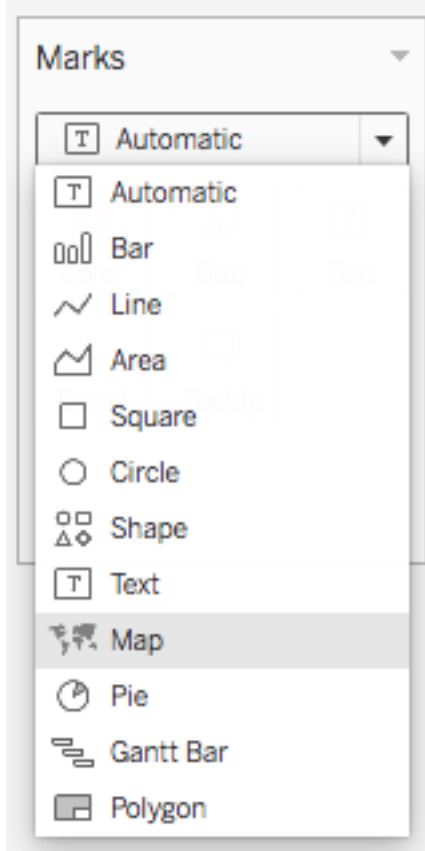 Marks
Automatic
Automatic
Bar
Line
Area
Square
Circle
Shape
Text
Map
Pie
Gantt Bar
Polygon